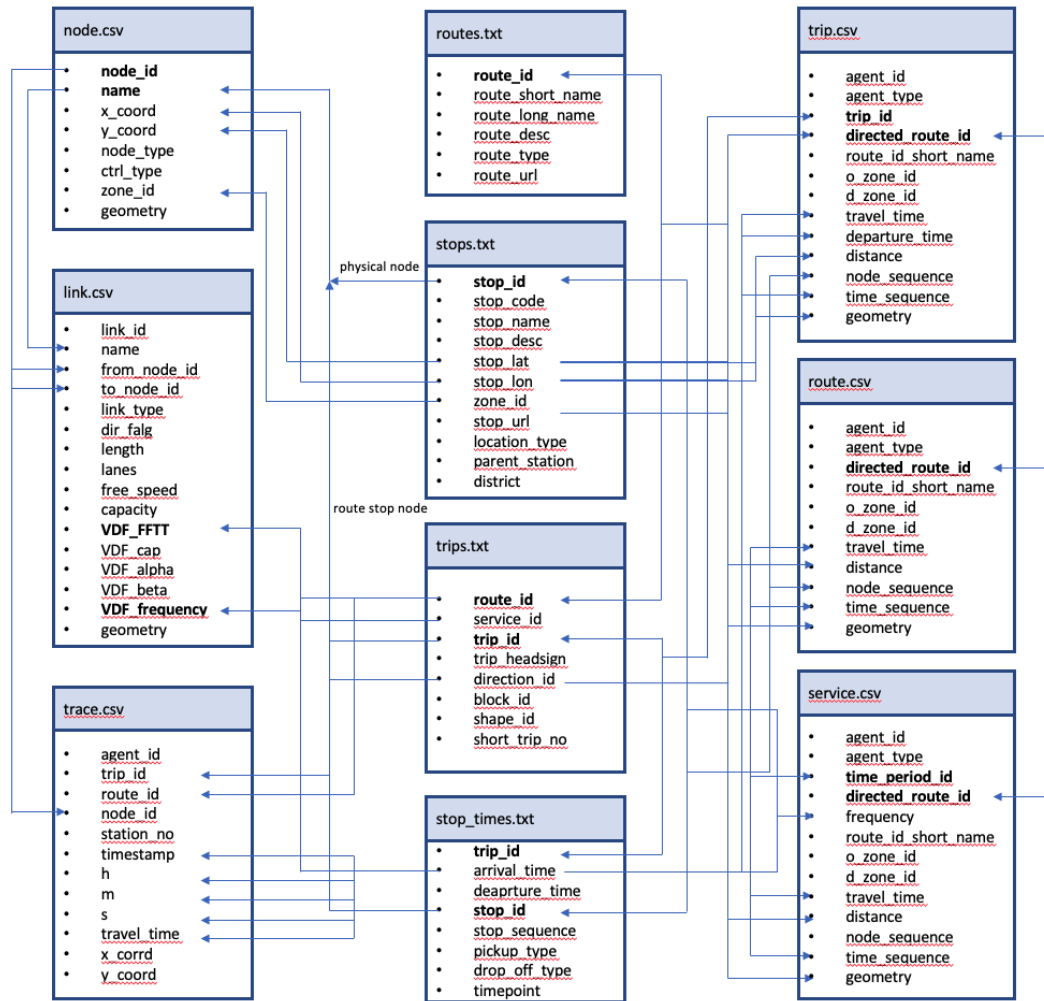 node.csv
node_id
name
x_coord
y_coord
node_type
ctrl_type
zone_id
geometry
link.csv
link_id
name
from_node_id
to_node_id
link_type
dir_falg
length
lanes
free_speed
capacity
VDF_FFTT
VDF_cap
VDF_alpha
VDF_beta
VDF_frequency
geometry
trace.csv
agent_id
trip_id
route_id
node_id
station_no
timestamp
h
m
s
travel_time
x_corrd
y_coord
physical node
route stop node
routes.txt
route_id
route_short_name
route_long_name
route_desc
route_type
route_url
stops.txt
stop_id
stop_code
stop_name
stop_desc
stop_lat
stop_lon
zone_id
stop_url
location_type
parent_station
district
trips.txt
route_id
service_id
trip_id
trip_headsign
direction_id
block_id
shape_id
short_trip_no
stop_times.txt
trip_id
arrival_time
deaprture_time
stop_id
stop_sequence
pickup_type
drop_off_type
timepoint
trip.csv
agent_id
agent_type
trip_id
directed_route_id
route_id_short_name
o_zone_id
d_zone_id
travel_time
departure_time
distance
node_sequence
time_sequence
geometry
route.csv
agent_id
agent_type
directed_route_id
route_id_short_name
o_zone_id
d_zone_id
travel_time
distance
node_sequence
time_sequence
geometry
service.csv
agent_id
agent_type
time_period_id
directed_route_id
frequency
route_id_short_name
o_zone_id
d_zone_id
travel_time
distance
node_sequence
time_sequence
geometry